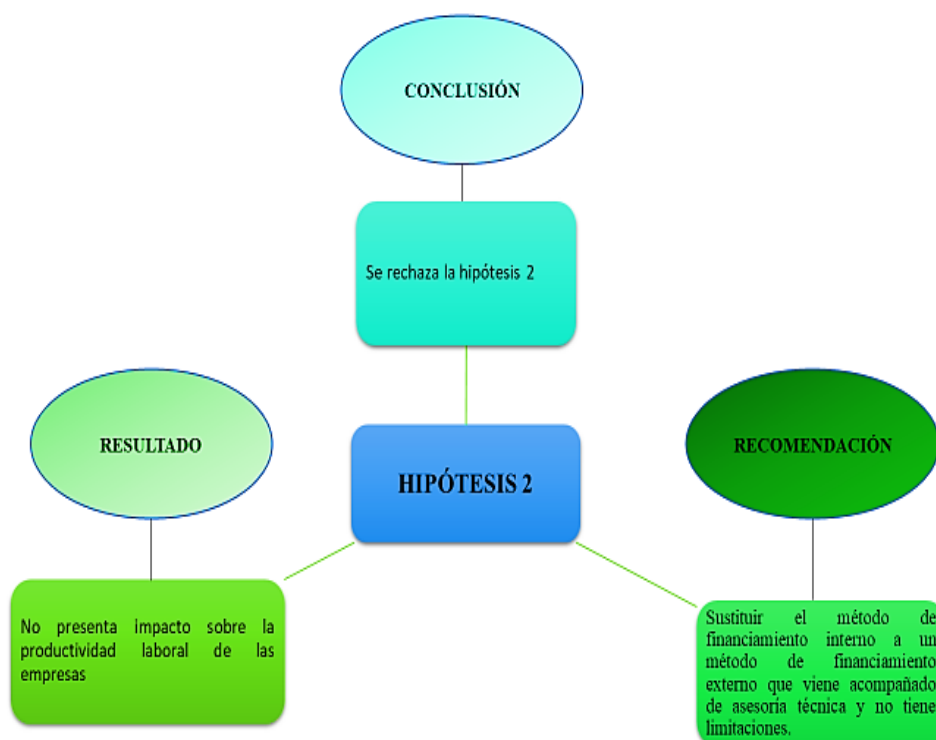 CONCLUSIÓN
Se rechaza la hipótesis 2
RESULTADO
HIPÓTESIS 2
RECOMENDACIÓN
No presenta impacto sobre la
productividad laboral de las
empresas
Sustituir el método de
financiamiento interno a un
método de financiamiento
externo que viene acompañado
de asesoría técnica y no tiene
limitaciones.